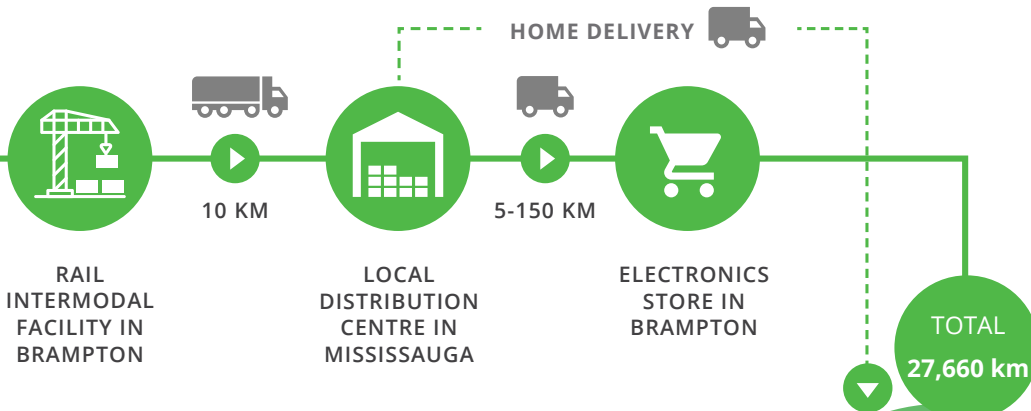 HOME DELIVERY
10 KM
5-150 KM
RAIL
INTERMODAL
FACILITY IN
BRAMPTON
LOCAL
DISTRIBUTION
CENTRE IN
MISSISSAUGA
ELECTRONICS
STORE IN
BRAMPTON
TOTAL
27,660 km